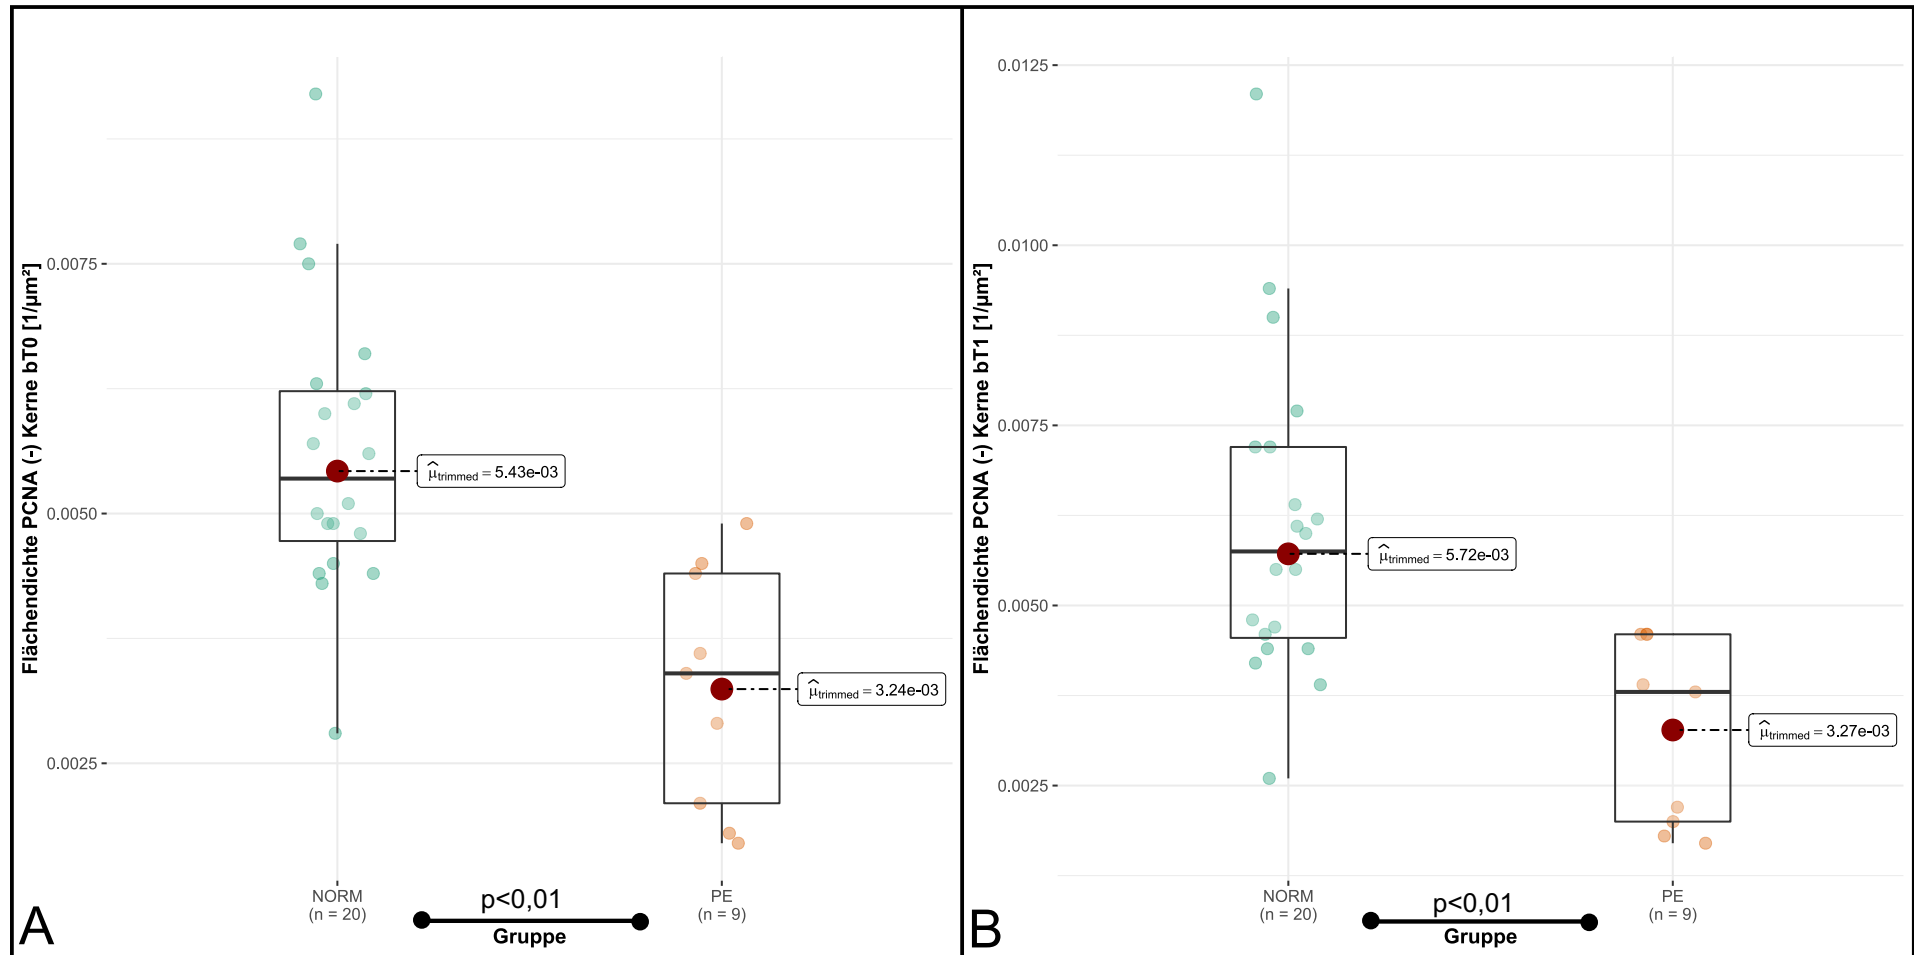 Flächendichte PCNA (-) Kerne bT0 [1/µm²]
0.0075
0.0050
0.0025
μ̂trimmed = 5.43e-03
μ̂trimmed = 3.24e-03
NORM
(n = 20)
PE
(n = 9)
p<0,01
Gruppe
A
Flächendichte PCNA (-) Kerne bT1 [1/µm²]
0.0125
0.0100
0.0075
0.0050
0.0025
μ̂trimmed = 5.72e-03
μ̂trimmed = 3.27e-03
NORM
(n = 20)
PE
(n = 9)
p<0,01
Gruppe
B